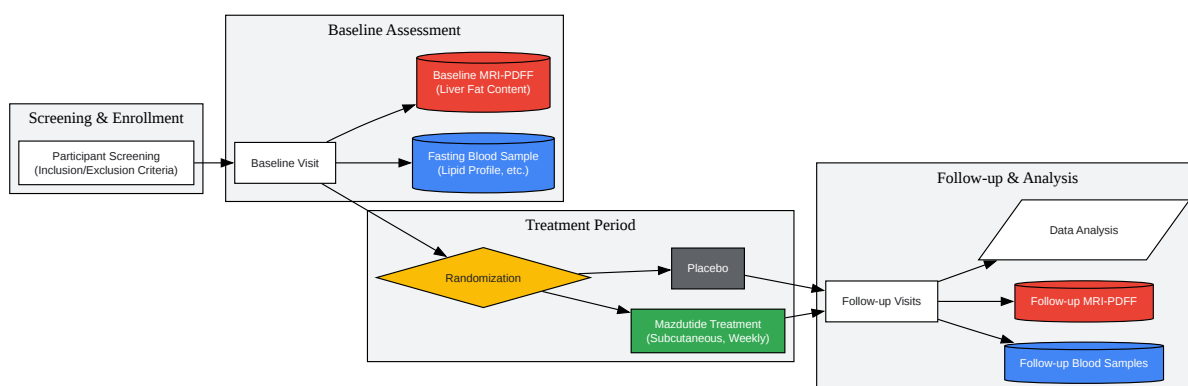 Screening & Enrollment
Participant Screening
(Inclusion/Exclusion Criteria)
Baseline Assessment
Baseline Visit
Baseline MRI-PDFF
(Liver Fat Content)
Fasting Blood Sample
(Lipid Profile, etc.)
Treatment Period
Randomization
Placebo
Mazdutide Treatment
(Subcutaneous, Weekly)
Follow-up & Analysis
Follow-up Visits
Data Analysis
Follow-up MRI-PDFF
Follow-up Blood Samples